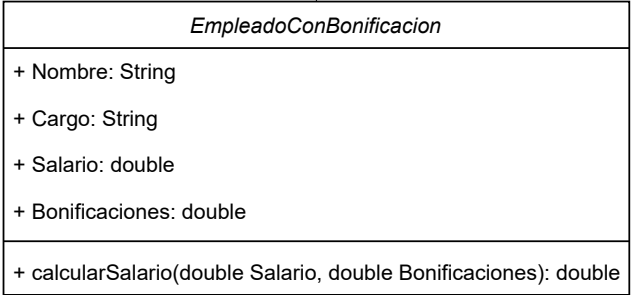 EmpleadoConBonificacion
+ Nombre: String
+ Cargo: String
+ Salario: double
+ Bonificaciones: double
+ calcularSalario(double Salario, double Bonificaciones): double